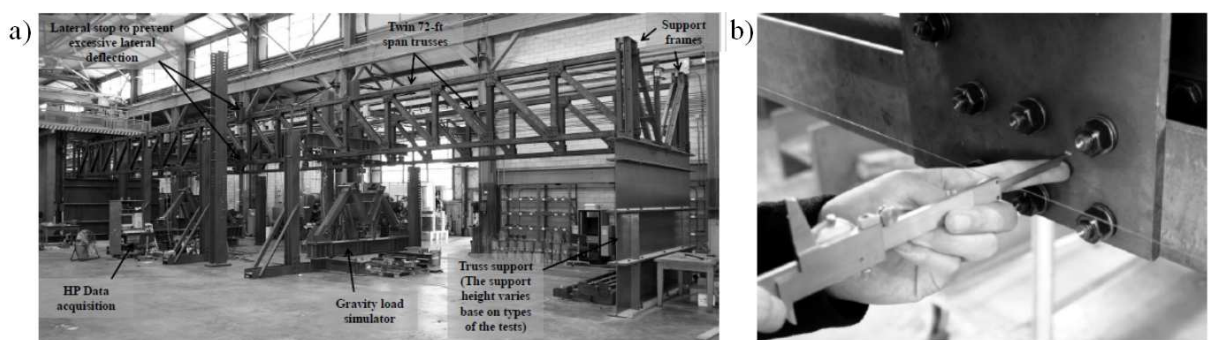 a)
Lateral stop to prevent
excessive lateral
deflection
Twin 72-ft
span trusses
Support
frames
HP Data
acquisition
Gravity load
simulator
Truss support
(The support
height varies
base on types
of the tests)
b)